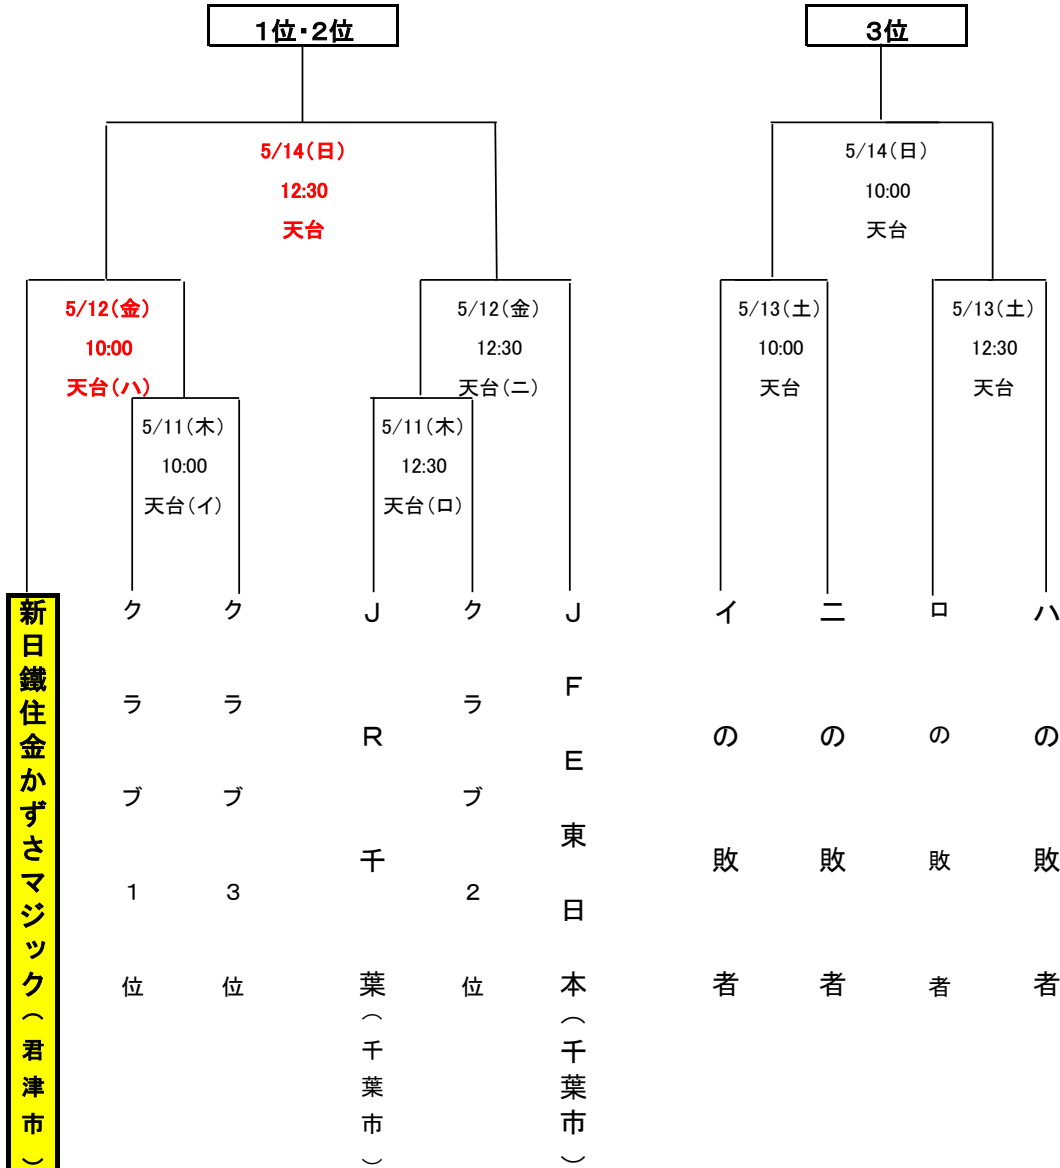 1位・2位
3位
5/14(日)
12:30
天台
5/14(日)
10:00
天台
5/12(金)
10:00
天台(ハ)
5/12(金)
12:30
天台(ニ)
5/13(土)
10:00
天台
5/13(土)
12:30
天台
5/11(木)
10:00
天台(イ)
5/11(木)
12:30
天台(ロ)
新日鐵住金かずさマジック(君津市)
クラブ1位
クラブ3位
JR千葉(千葉市)
クラブ2位
JFE東日本(千葉市)
イの敗者
ニの敗者
ロの敗者
ハの敗者